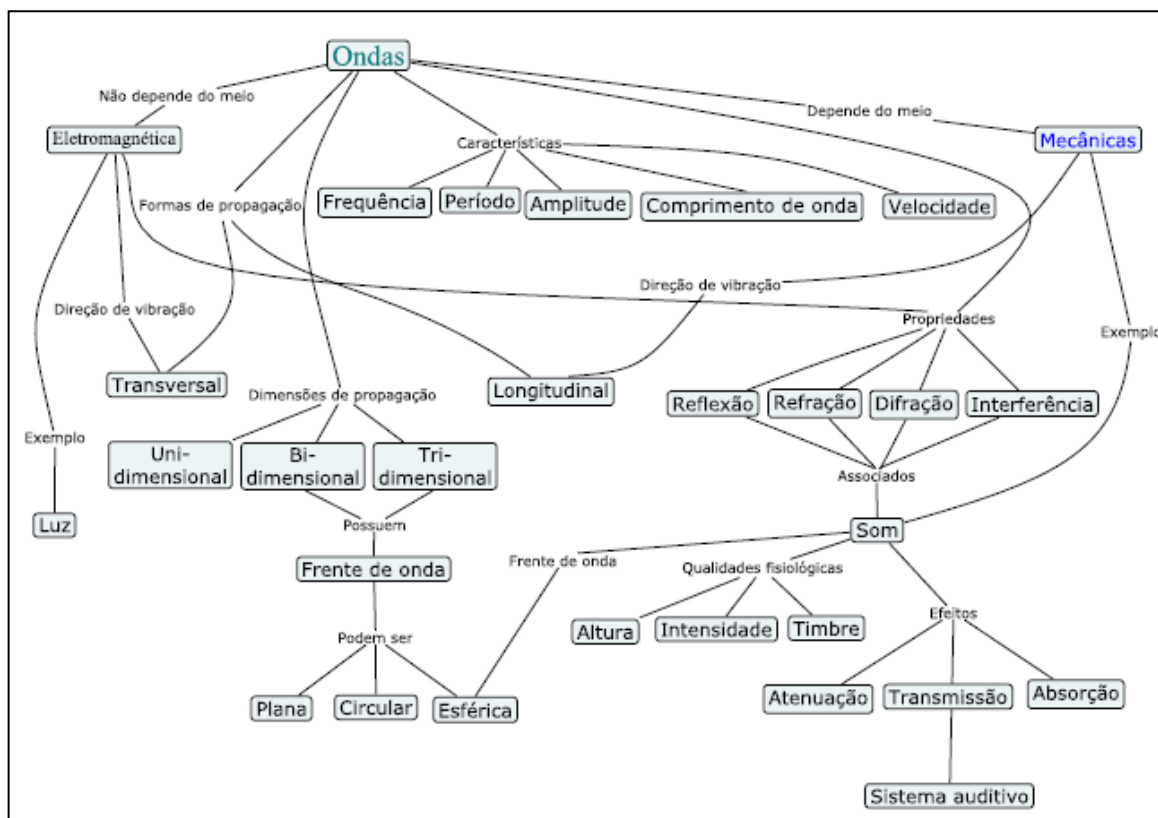 Ondas
Não depende do meio
Depende do meio
Eletromagnética
Mecânicas
Características
Frequência
Período
Amplitude
Comprimento de onda
Velocidade
Formas de propagação
Direção de vibração
Direção de vibração
Propriedades
Exemplo
Transversal
Longitudinal
Dimensões de propagação
Reflexão
Refração
Difração
Interferência
Exemplo
Uni-
dimensional
Bi-
dimensional
Tri-
dimensional
Associados
Luz
Possuem
Som
Frente de onda
Frente de onda
Qualidades fisiológicas
Altura
Intensidade
Timbre
Efeitos
Podem ser
Plana
Circular
Esférica
Atenuação
Transmissão
Absorção
Sistema auditivo